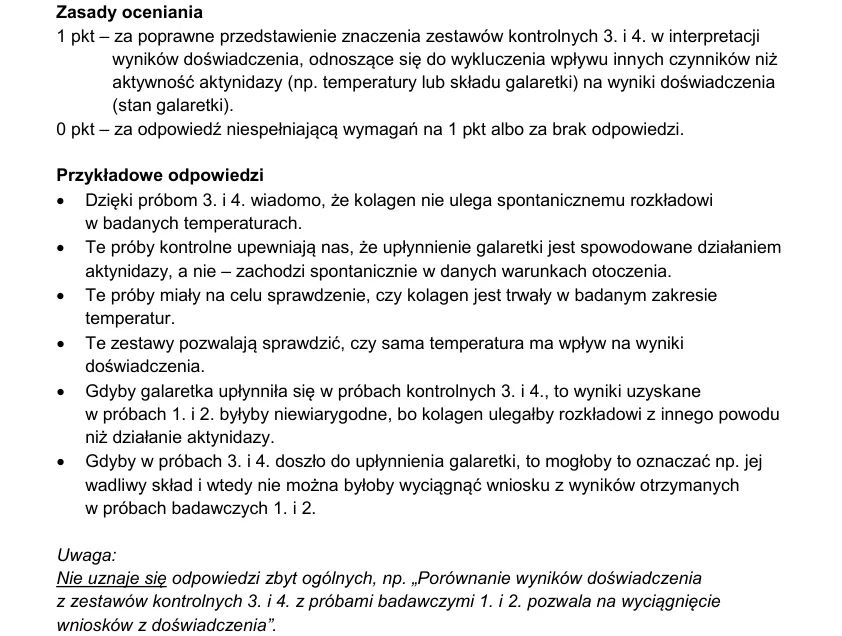 Zasady oceniania
1 pkt – za poprawne przedstawienie znaczenia zestawów kontrolnych 3. i 4. w interpretacji
wyników doświadczenia, odnoszące się do wykluczenia wpływu innych czynników niż
aktywność aktynidazy (np. temperatury lub składu galaretki) na wyniki doświadczenia
(stan galaretki).
0 pkt – za odpowiedź niespełniającą wymagań na 1 pkt albo za brak odpowiedzi.
Przykładowe odpowiedzi
• Dzięki próbom 3. i 4. wiadomo, że kolagen nie ulega spontanicznemu rozkładowi
w badanych temperaturach.
• Te próby kontrolne upewniają nas, że upłynnienie galaretki jest spowodowane działaniem
aktynidazy, a nie – zachodzi spontanicznie w danych warunkach otoczenia.
• Te próby miały na celu sprawdzenie, czy kolagen jest trwały w badanym zakresie
temperatur.
• Te zestawy pozwalają sprawdzić, czy sama temperatura ma wpływ na wyniki
doświadczenia.
• Gdyby galaretka upłynniła się w próbach kontrolnych 3. i 4., to wyniki uzyskane
w próbach 1. i 2. byłyby niewiarygodne, bo kolagen ulegałby rozkładowi z innego powodu
niż działanie aktynidazy.
• Gdyby w próbach 3. i 4. doszło do upłynnienia galaretki, to mogłoby to oznaczać np. jej
wadliwy skład i wtedy nie można byłoby wyciągnąć wniosku z wyników otrzymanych
w próbach badawczych 1. i 2.
Uwaga:
Nie uznaje się odpowiedzi zbyt ogólnych, np. „Porównanie wyników doświadczenia
z zestawów kontrolnych 3. i 4. z próbami badawczymi 1. i 2. pozwala na wyciągnięcie
wniosków z doświadczenia”.